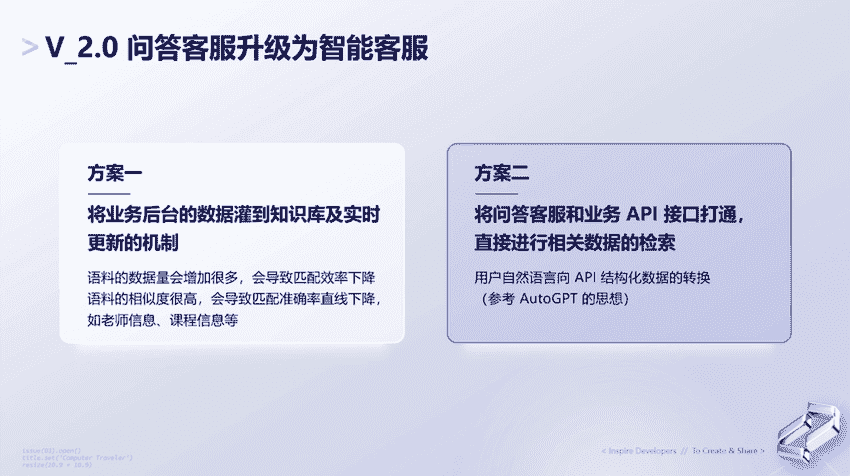 > V_2.0 问答客服升级为智能客服
方案一
将业务后台的数据灌到知识库及实时
更新的机制
语料的数据量会增加很多，会导致匹配效率下降
语料的相似度很高，会导致匹配准确率直线下降，
如老师信息、课程信息等
方案二
将问答客服和业务 API 接口打通，
直接进行相关数据的检索
用户自然语言向 API 结构化数据的转换
（参考 AutoGPT 的思想）
title.set("Computer Traveler")
< Inspire Developers // To Create & Share >